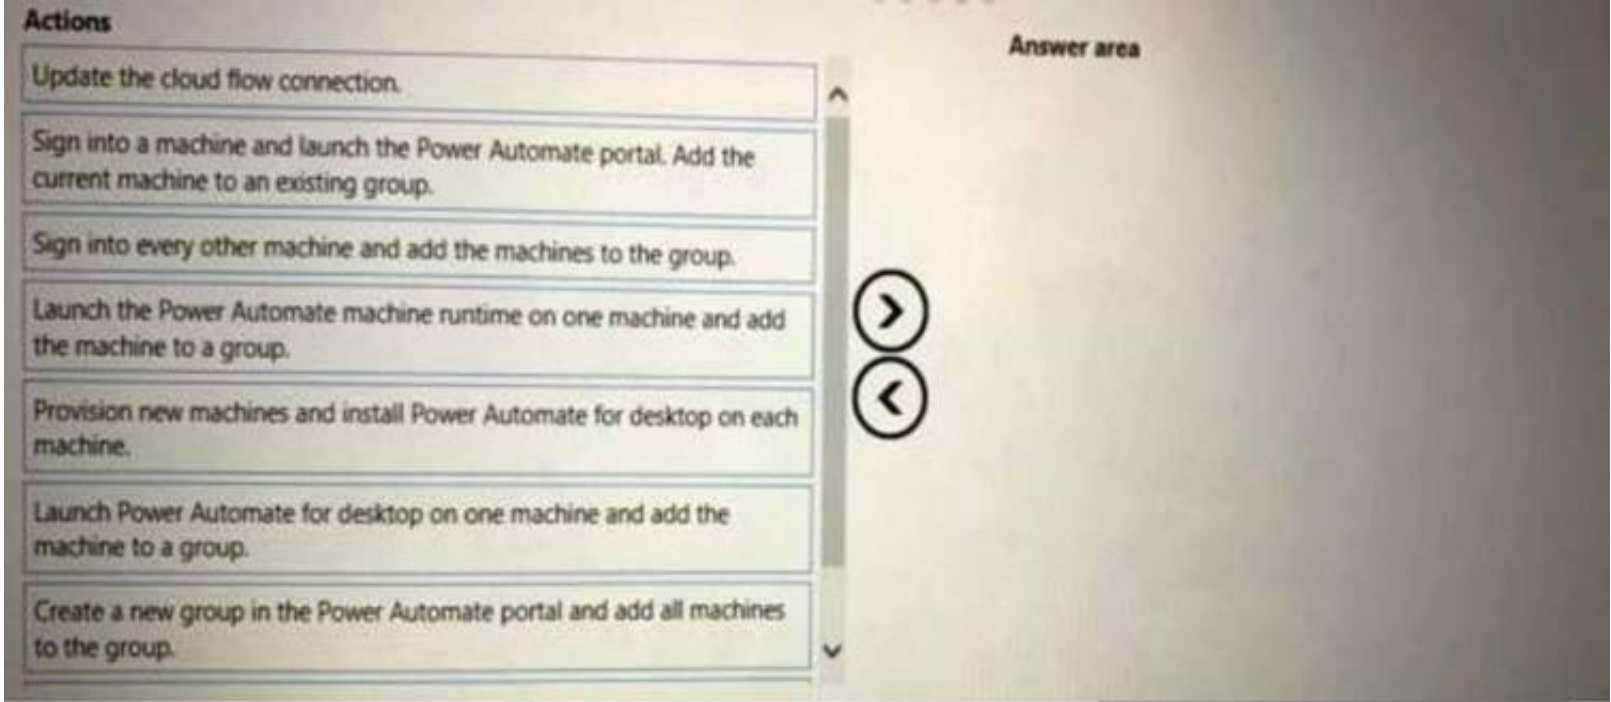 Actions
Answer area
Update the cloud flow connection.
Sign into a machine and launch the Power Automate portal. Add the
current machine to an existing group.
Sign into every other machine and add the machines to the group.
Launch the Power Automate machine runtime on one machine and add
the machine to a group.
Provision new machines and install Power Automate for desktop on each
machine.
Launch Power Automate for desktop on one machine and add the
machine to a group.
Create a new group in the Power Automate portal and add all machines
to the group.